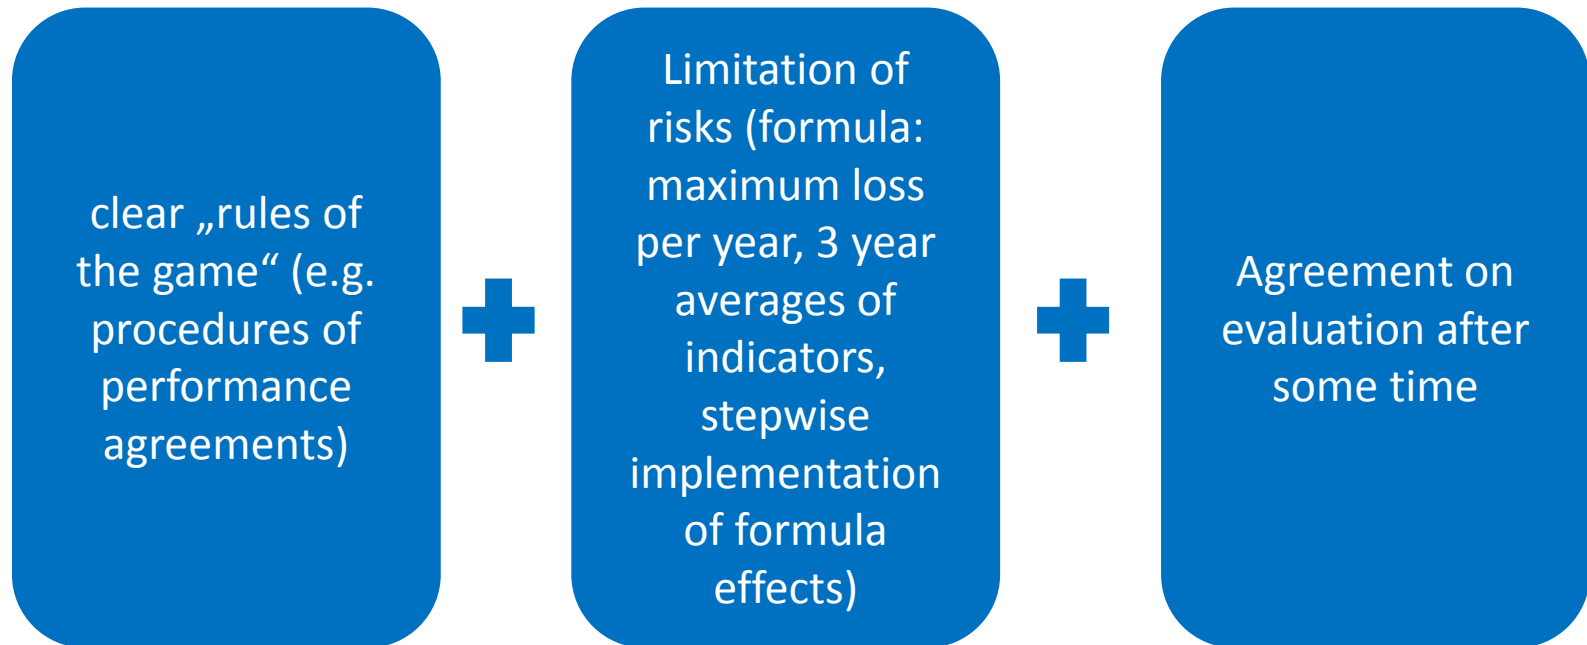 clear „rules of
the game“ (e.g.
procedures of
performance
agreements)
Limitation of
risks (formula:
maximum loss
per year, 3 year
averages of
indicators,
stepwise
implementation
of formula
effects)
Agreement on
evaluation after
some time